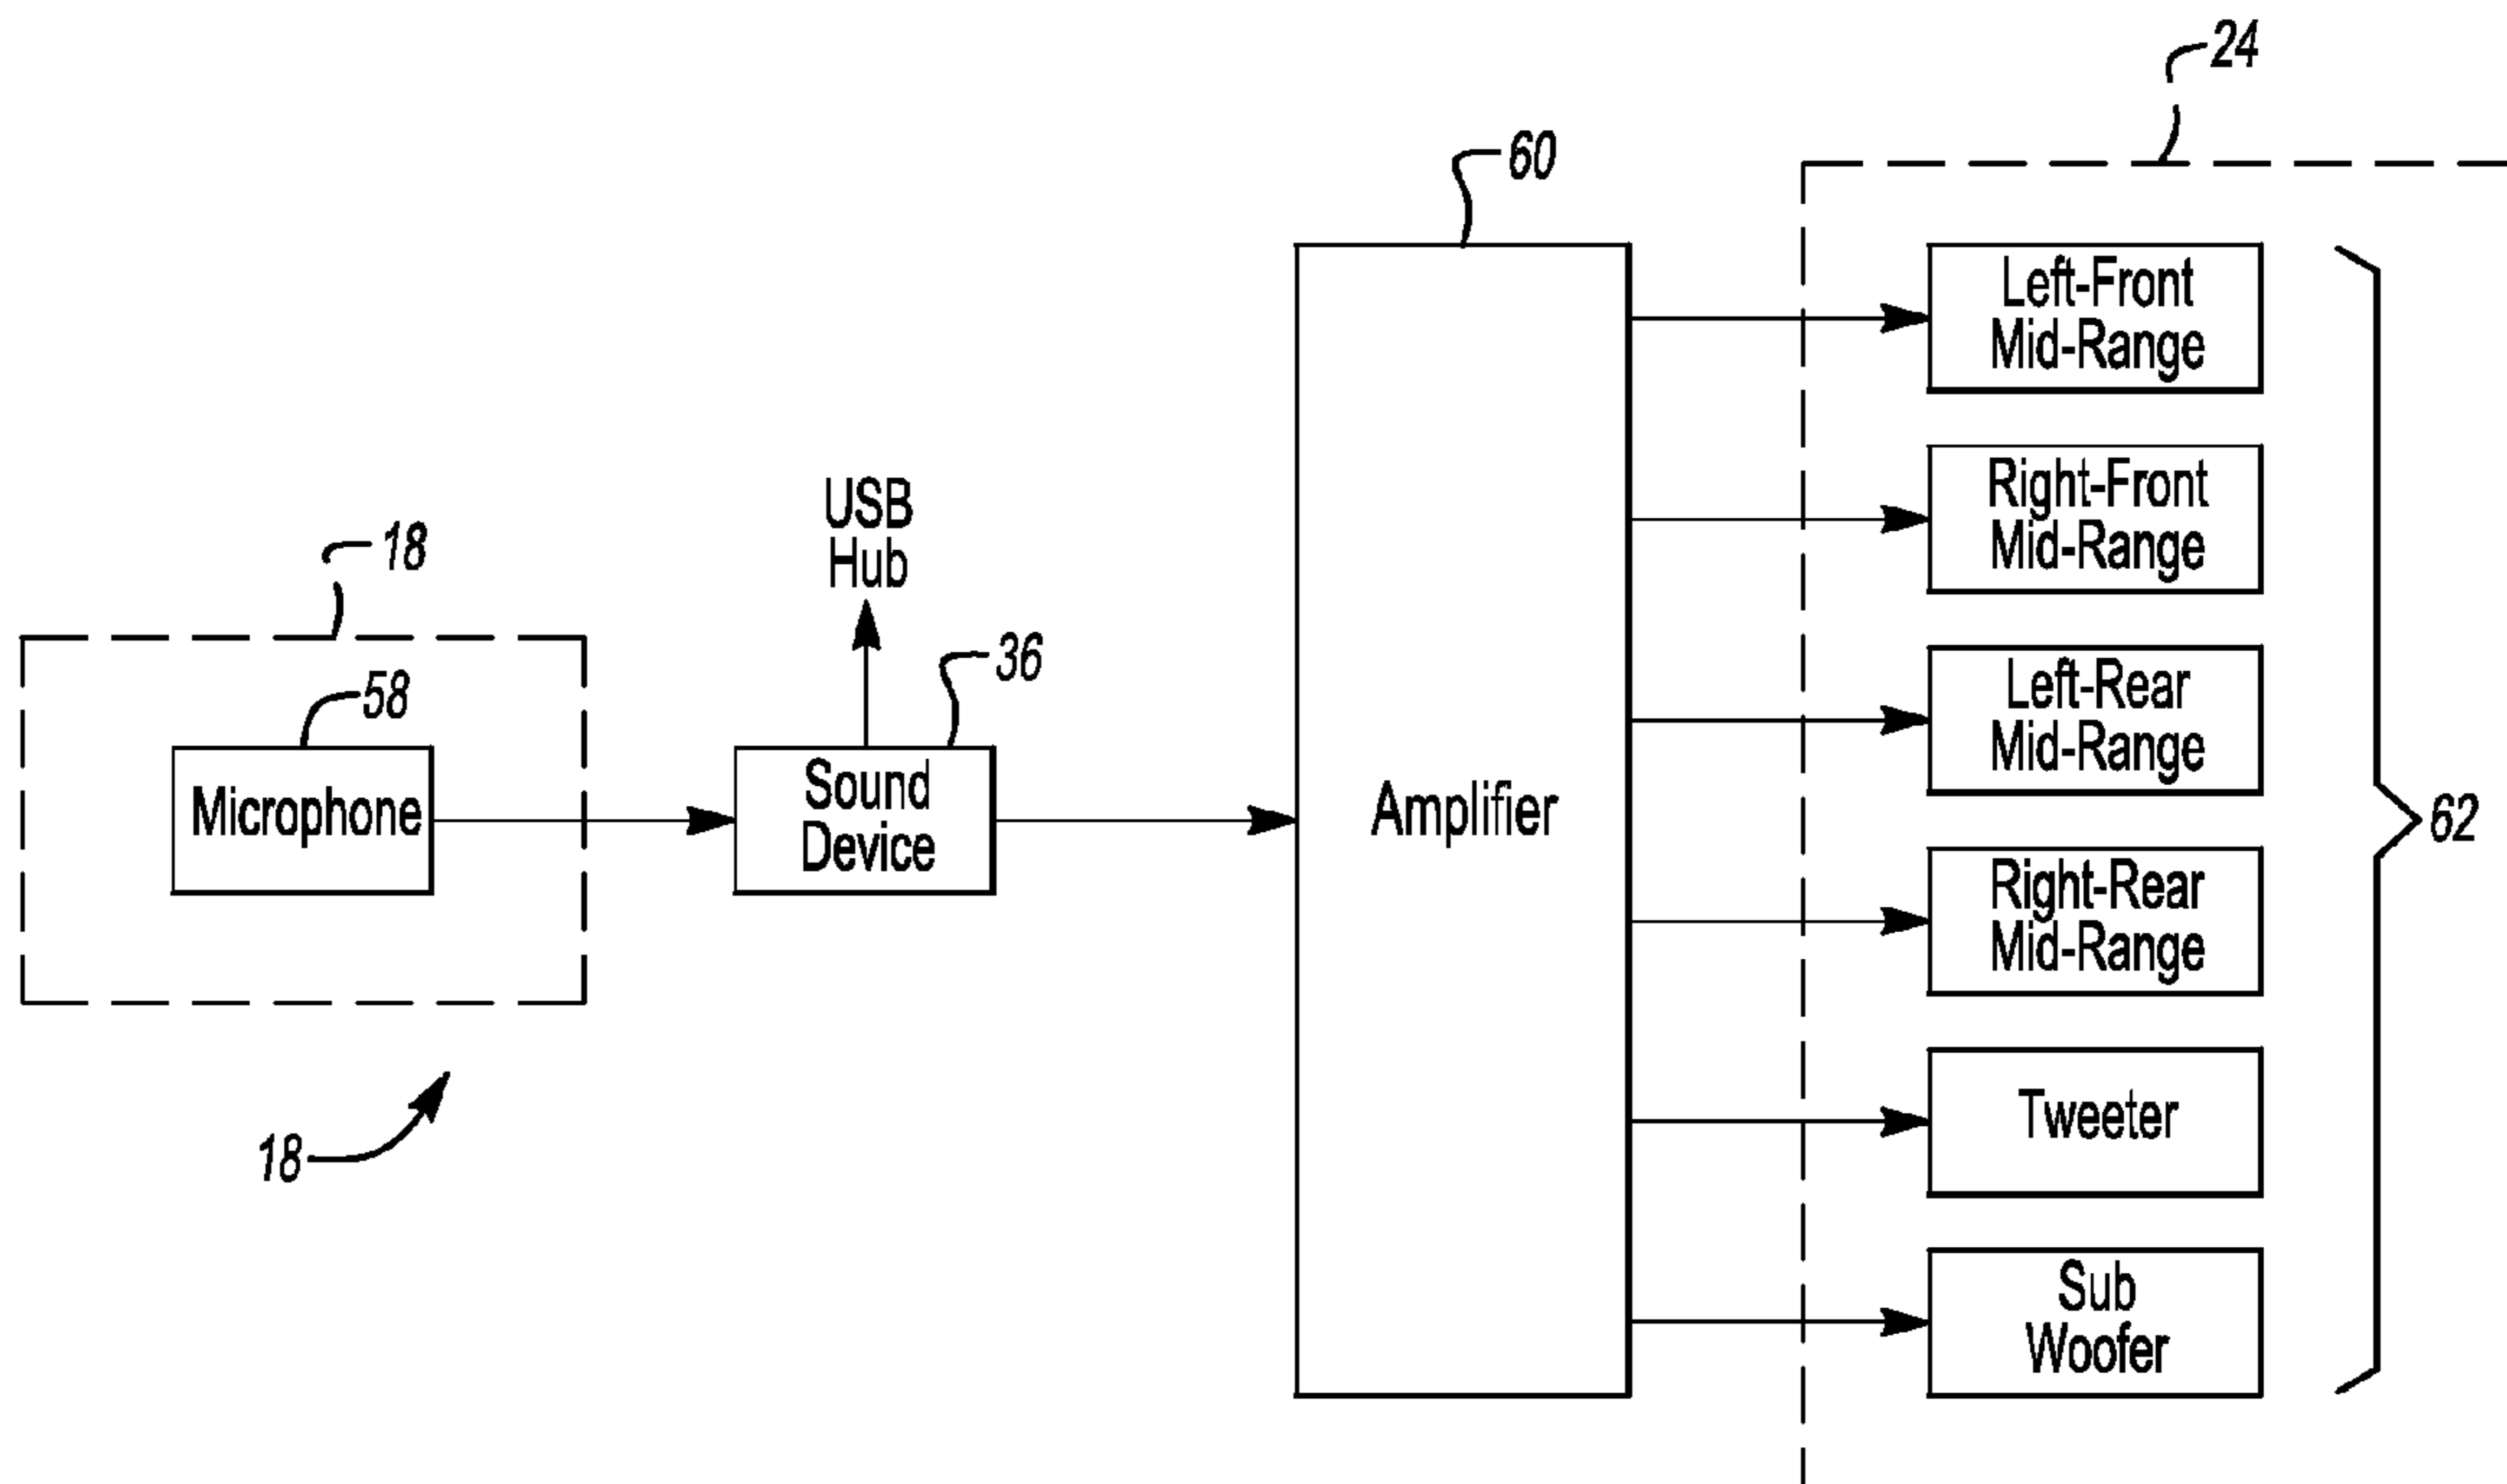 24
60
Left-Front
Mid-Range
Right-Front
Mid-Range
USB
Hub
18
36
58
Left-Rear
Mid-Range
Microphone
Sound
Device
Amplifier
62
Right-Rear
Mid-Range
18
Tweeter
Sub
Woofer